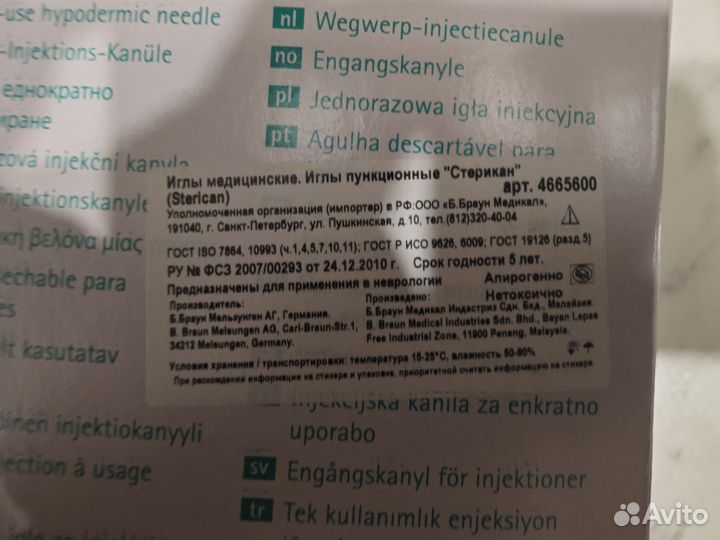 -use hypodermic needle
-Injektions-Kanüle
еднократно
zová injekční kanyla
injektionskanyle
κή βελόνα μίας
echable para
es
lt kasutatav
inen injektiokanyyli
jection à usage
nl Wegwerp-injectiecanule
no Engangskanyle
pl Jednorazowa igła iniekcyjna
pt Agulha descartável para
Иглы медицинские. Иглы пункционные "Стерикан"
(Sterican) арт. 4665600
Уполномоченная организация (импортер) в РФ:ООО «Б.Браун Медикал»,
191040, г. Санкт-Петербург, ул. Пушкинская, д.10, тел.(812)320-40-04
ГОСТ ISO 7864, 10993 (ч.1,4,5,7,10,11); ГОСТ Р ИСО 9626, 6009; ГОСТ 19126 (разд.5)
РУ № ФСЗ 2007/00293 от 24.12.2010 г. Срок годности 5 лет.
Предназначены для применения в неврологии Апирогенно
Нетоксично
Производитель:
Б.Браун Мельзунген АГ, Германия.
B. Braun Melsungen AG, Carl-Braun-Str.1,
34212 Melsungen, Germany.
Произведено:
Б.Браун Медикал Индастриз Сдн. Бхд., Малайзия.
B. Braun Medical Industries Sdn. Bhd., Bayan Lepas
Free Industrial Zone, 11900 Penang, Malaysia.
Условия хранения / транспортировки: температура 15-25°С, влажность 50-60%
При расхождении информации на стикере и упаковке, приоритетной считать информацию на стикере.
Injekcijska kanila za enkratno
uporabo
sv Engångskanyl för injektioner
tr Tek kullanımlık enjeksiyon
Avito